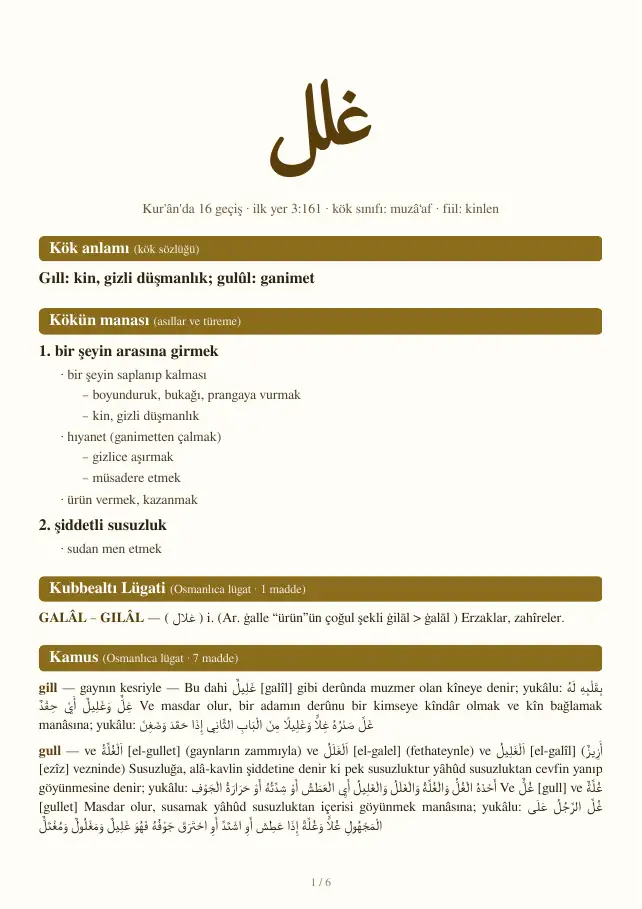 غلل
Kur'ân'da 16 geçiş · ilk yer 3:161 · kök sınıfı: muzâ'af · fiil: kinlen
Kök anlamı (kök sözlüğü)
Gıll: kin, gizli düşmanlık; gulûl: ganimet
Kökün manası (asıllar ve türeme)
1. bir şeyin arasına girmek
· bir şeyin saplanıp kalması
– boyunduruk, bukağı, prangaya vurmak
– kin, gizli düşmanlık
· hıyanet (ganimetten çalmak)
– gizlice aşırmak
– müsadere etmek
· ürün vermek, kazanmak
2. şiddetli susuzluk
· sudan men etmek
Kubbealtı Lügati (Osmanlıca lügat · 1 madde)
GALÂL – GILÂL — ( غلال ) i. (Ar. ġalle “ürün”ün çoğul şekli ġilāl > ġalāl ) Erzaklar, zahîreler.
Kamus (Osmanlıca lügat · 7 madde)
gill — gaynın kesriyle — Bu dahi غَلِيلٌ [galîl] gibi derûnda muzmer olan kîneye denir; yukâlu: بِقَلْبِهِ لَهُ
غِلٌّ وَغَلِيلٌ أَيْ حِقْدٌ Ve masdar olur, bir adamın derûnu bir kimseye kîndâr olmak ve kîn bağlamak
manâsına; yukâlu: غَلَّ صَدْرُهُ غِلاًّ وَغَلِيلًا مِنَ الْبَابِ الثَّانِي إِذَا حَقَدَ وَضَغِنَ
gull — ve اَلْغُلَّةُ [el-gullet] (gaynların zammıyla) ve اَلْغَلَلُ [el-galel] (fethateynle) ve اَلْغَلِيلُ [el-galîl] (أَزِيزٌ
[ezîz] vezninde) Susuzluğa, alâ-kavlin şiddetine denir ki pek susuzluktur yâhûd susuzluktan cevfin yanıp
göyünmesine denir; yukâlu: أَخَذَهُ الْغُلُّ وَالْغُلَّةُ وَالْغَلَلُ وَالْغَلِيلُ أَيِ الْعَطَشُ أَوْ شِدَّتُهُ أَوْ حَرَارَةُ الْجَوْفِ Ve غُلٌّ [gull] ve غُلَّةٌ
[gullet] Masdar olur, susamak yâhûd susuzluktan içerisi göyünmek manâsına; yukâlu: غُلَّ الرَّجُلُ عَلَى
الْمَجْهُولِ غُلاًّ وَغُلَّةً إِذَا عَطِشَ أَوِ اشْتَدَّ أَوِ احْتَرَقَ جَوْفُهُ فَهُوَ غَلِيلٌ وَمَغْلُولٌ وَمُغْتَلٌّ
1 / 6